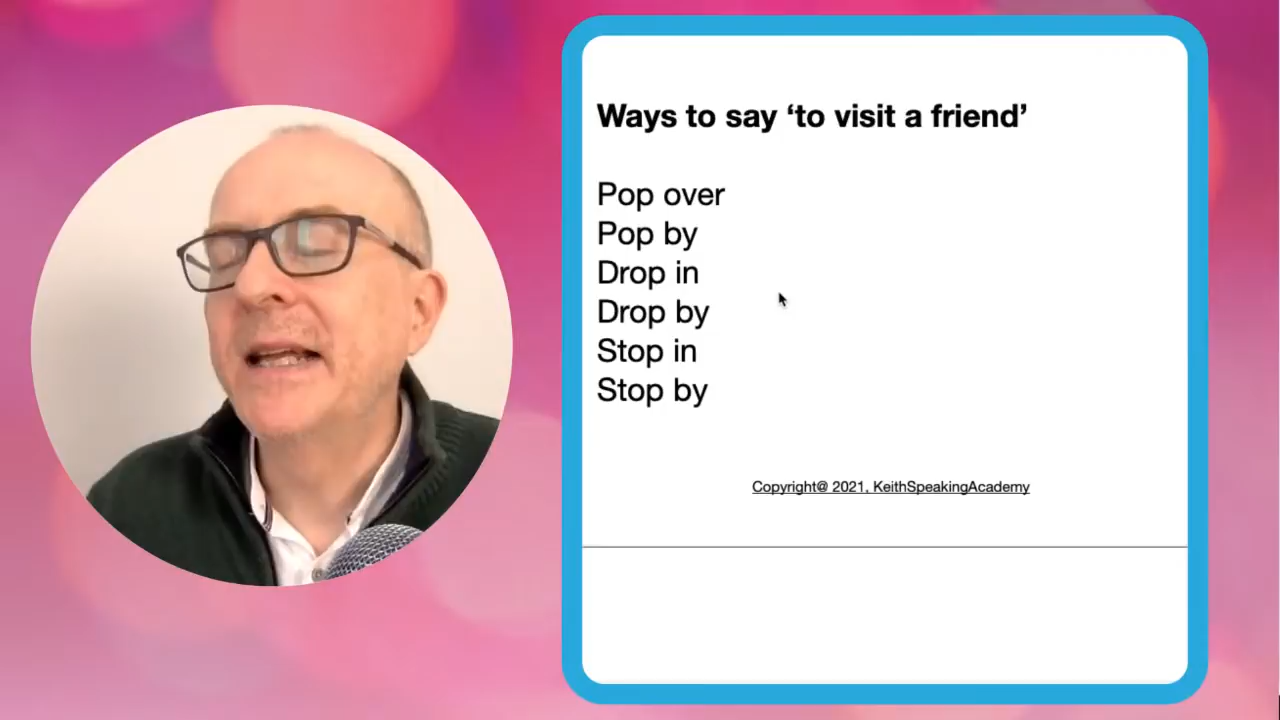 Ways to say ‘to visit a friend’
Pop over
Pop by
Drop in
Drop by
Stop in
Stop by
Copyright@ 2021, KeithSpeakingAcademy